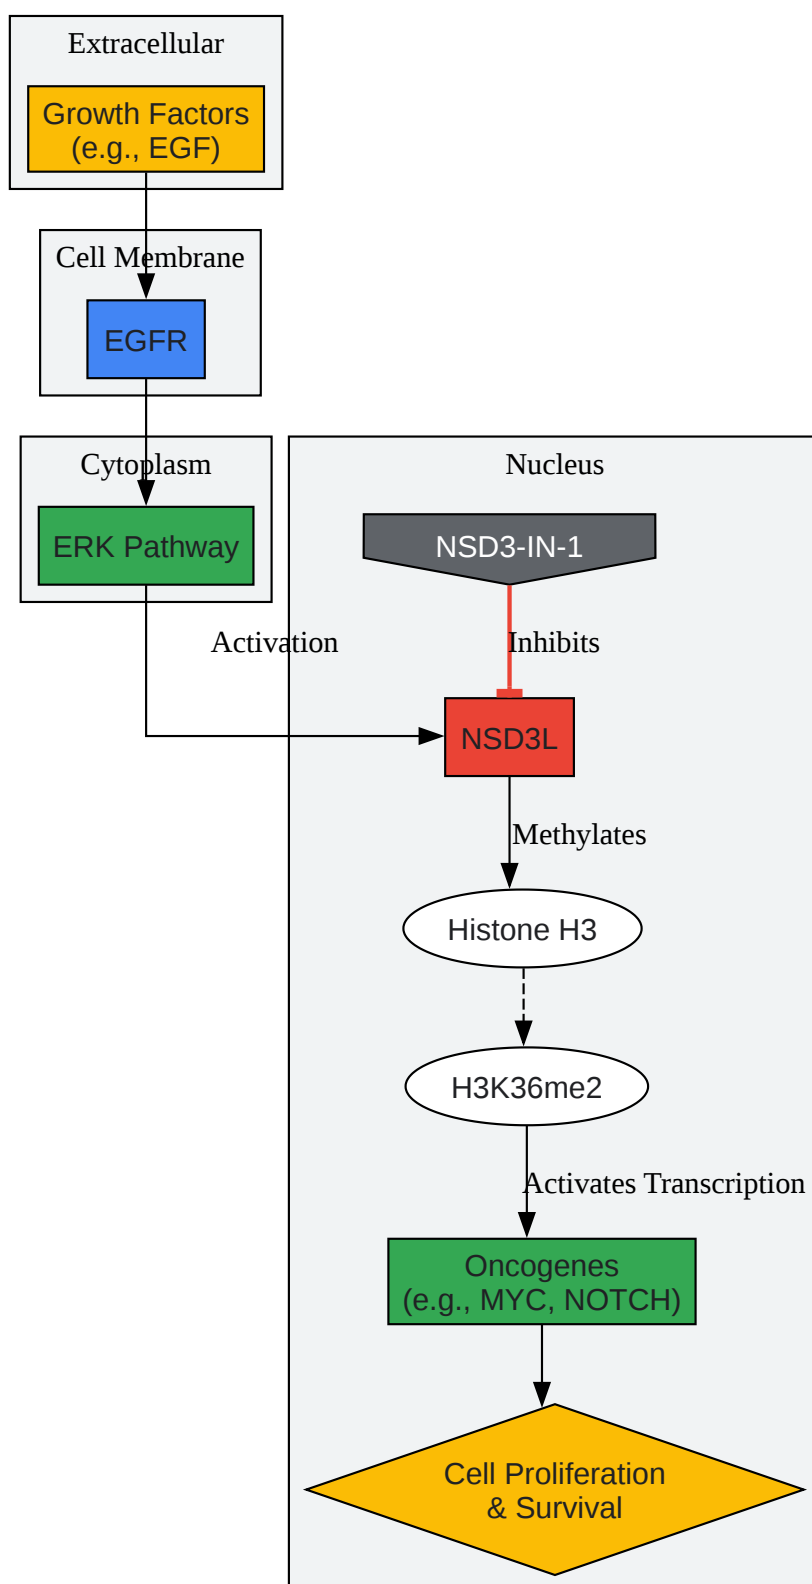 Extracellular
Growth Factors
(e.g., EGF)
Cell Membrane
EGFR
Cytoplasm
ERK Pathway
Nucleus
NSD3-IN-1
Activation
Inhibits
NSD3L
Methylates
Histone H3
H3K36me2
Activates Transcription
Oncogenes
(e.g., MYC, NOTCH)
Cell Proliferation
& Survival